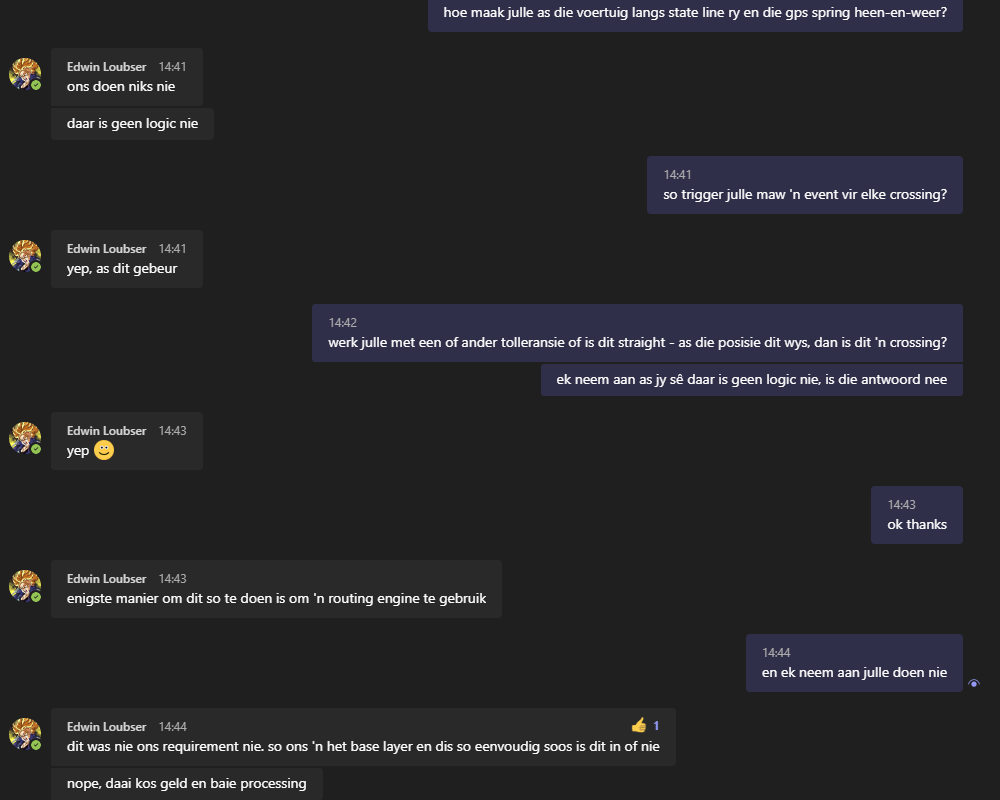 hoe maak julle as die voertuig langs state line ry en die gps spring heen-en-weer?
Edwin Loubser 14:41
ons doen niks nie
daar is geen logic nie
14:41
so trigger julle maw 'n event vir elke crossing?
Edwin Loubser 14:41
yep, as dit gebeur
14:42
werk julle met een of ander tolleransie of is dit straight - as die posisie dit wys, dan is dit 'n crossing?
ek neem aan as jy sê daar is geen logic nie, is die antwoord nee
Edwin Loubser 14:43
yep 🙂
14:43
ok thanks
Edwin Loubser 14:43
enigste manier om dit so te doen is om 'n routing engine te gebruik
14:44
en ek neem aan julle doen nie
Edwin Loubser 14:44 👍 1
dit was nie ons requirement nie. so ons 'n het base layer en dis so eenvoudig soos is dit in of nie
nope, daai kos geld en baie processing